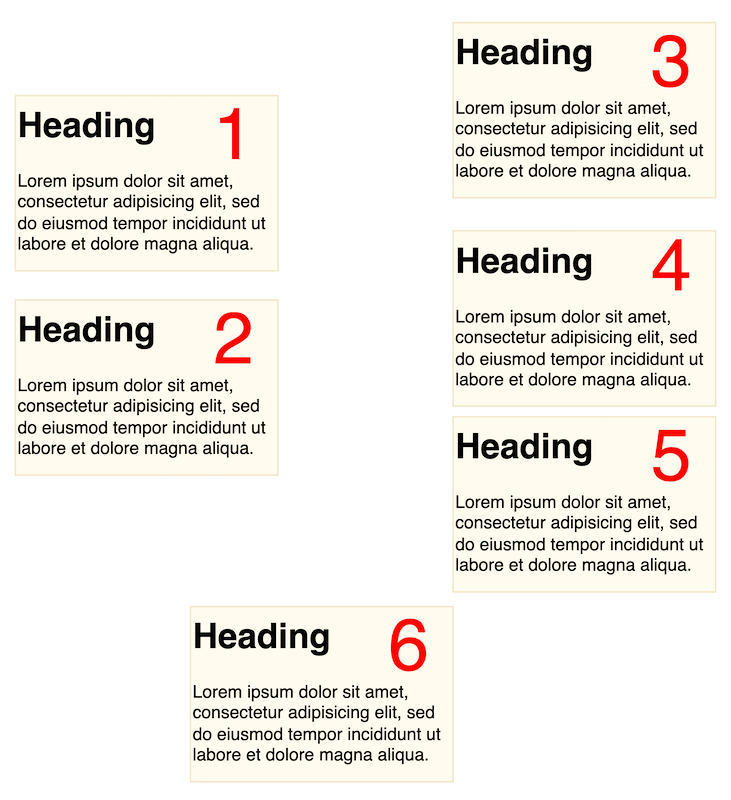 Heading 1
Lorem ipsum dolor sit amet,
consectetur adipisicing elit, sed
do eiusmod tempor incididunt ut
labore et dolore magna aliqua.
Heading 2
Lorem ipsum dolor sit amet,
consectetur adipisicing elit, sed
do eiusmod tempor incididunt ut
labore et dolore magna aliqua.
Heading 3
Lorem ipsum dolor sit amet,
consectetur adipisicing elit, sed
do eiusmod tempor incididunt ut
labore et dolore magna aliqua.
Heading 4
Lorem ipsum dolor sit amet,
consectetur adipisicing elit, sed
do eiusmod tempor incididunt ut
labore et dolore magna aliqua.
Heading 5
Lorem ipsum dolor sit amet,
consectetur adipisicing elit, sed
do eiusmod tempor incididunt ut
labore et dolore magna aliqua.
Heading 6
Lorem ipsum dolor sit amet,
consectetur adipisicing elit, sed
do eiusmod tempor incididunt ut
labore et dolore magna aliqua.